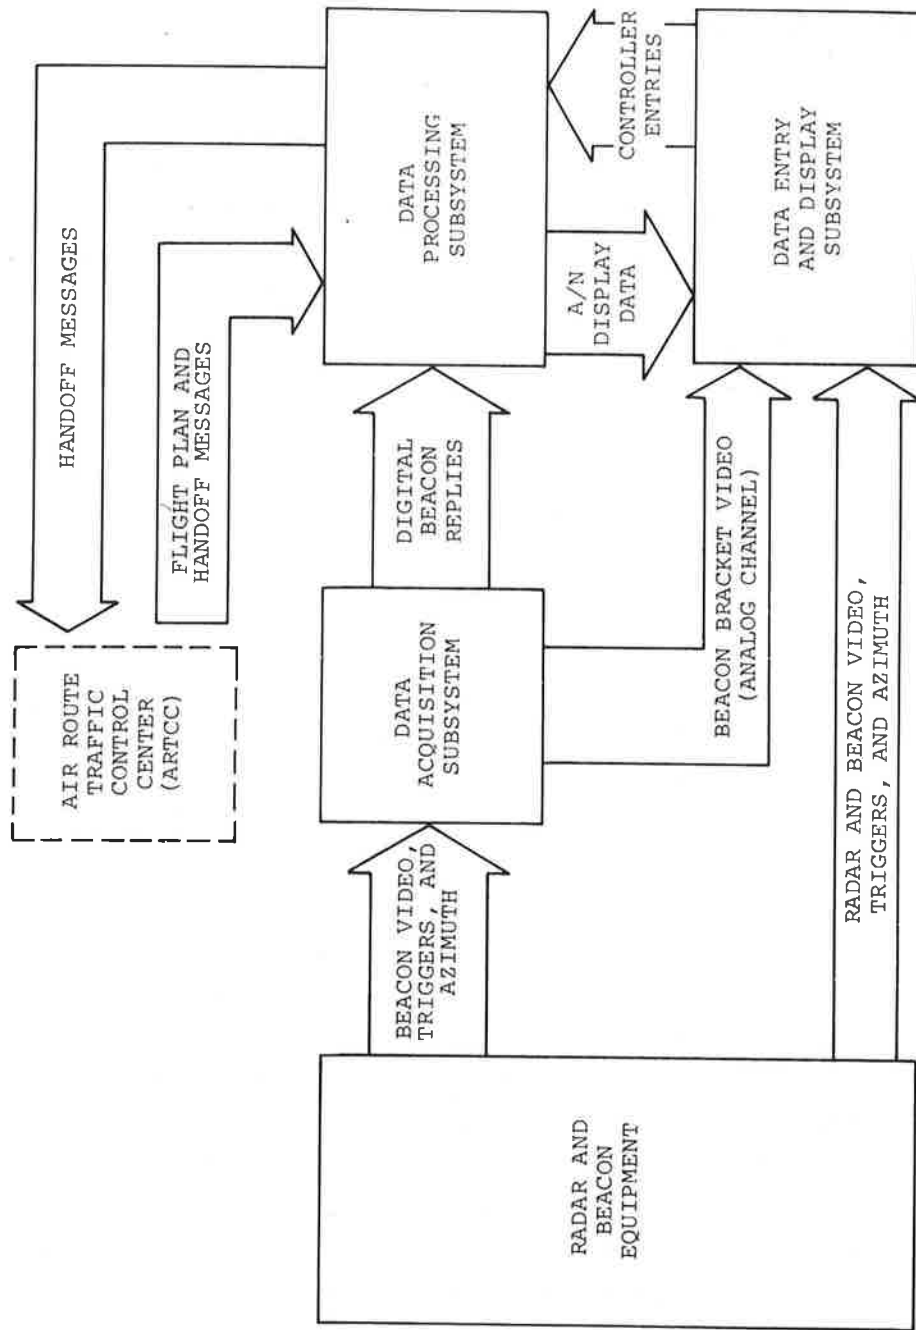 AIR ROUTE
TRAFFIC
CONTROL
CENTER
(ARTCC)
HANDOFF MESSAGES
FLIGHT PLAN AND
HANDOFF MESSAGES
RADAR AND
BEACON
EQUIPMENT
BEACON VIDEO,
TRIGGERS, AND
AZIMUTH
DATA
ACQUISITION
SUBSYSTEM
DIGITAL
BEACON
REPLIES
DATA
PROCESSING
SUBSYSTEM
A/N
DISPLAY
DATA
CONTROLLER
ENTRIES
BEACON BRACKET VIDEO
(ANALOG CHANNEL)
DATA ENTRY
AND DISPLAY
SUBSYSTEM
RADAR AND BEACON VIDEO,
TRIGGERS, AND AZIMUTH